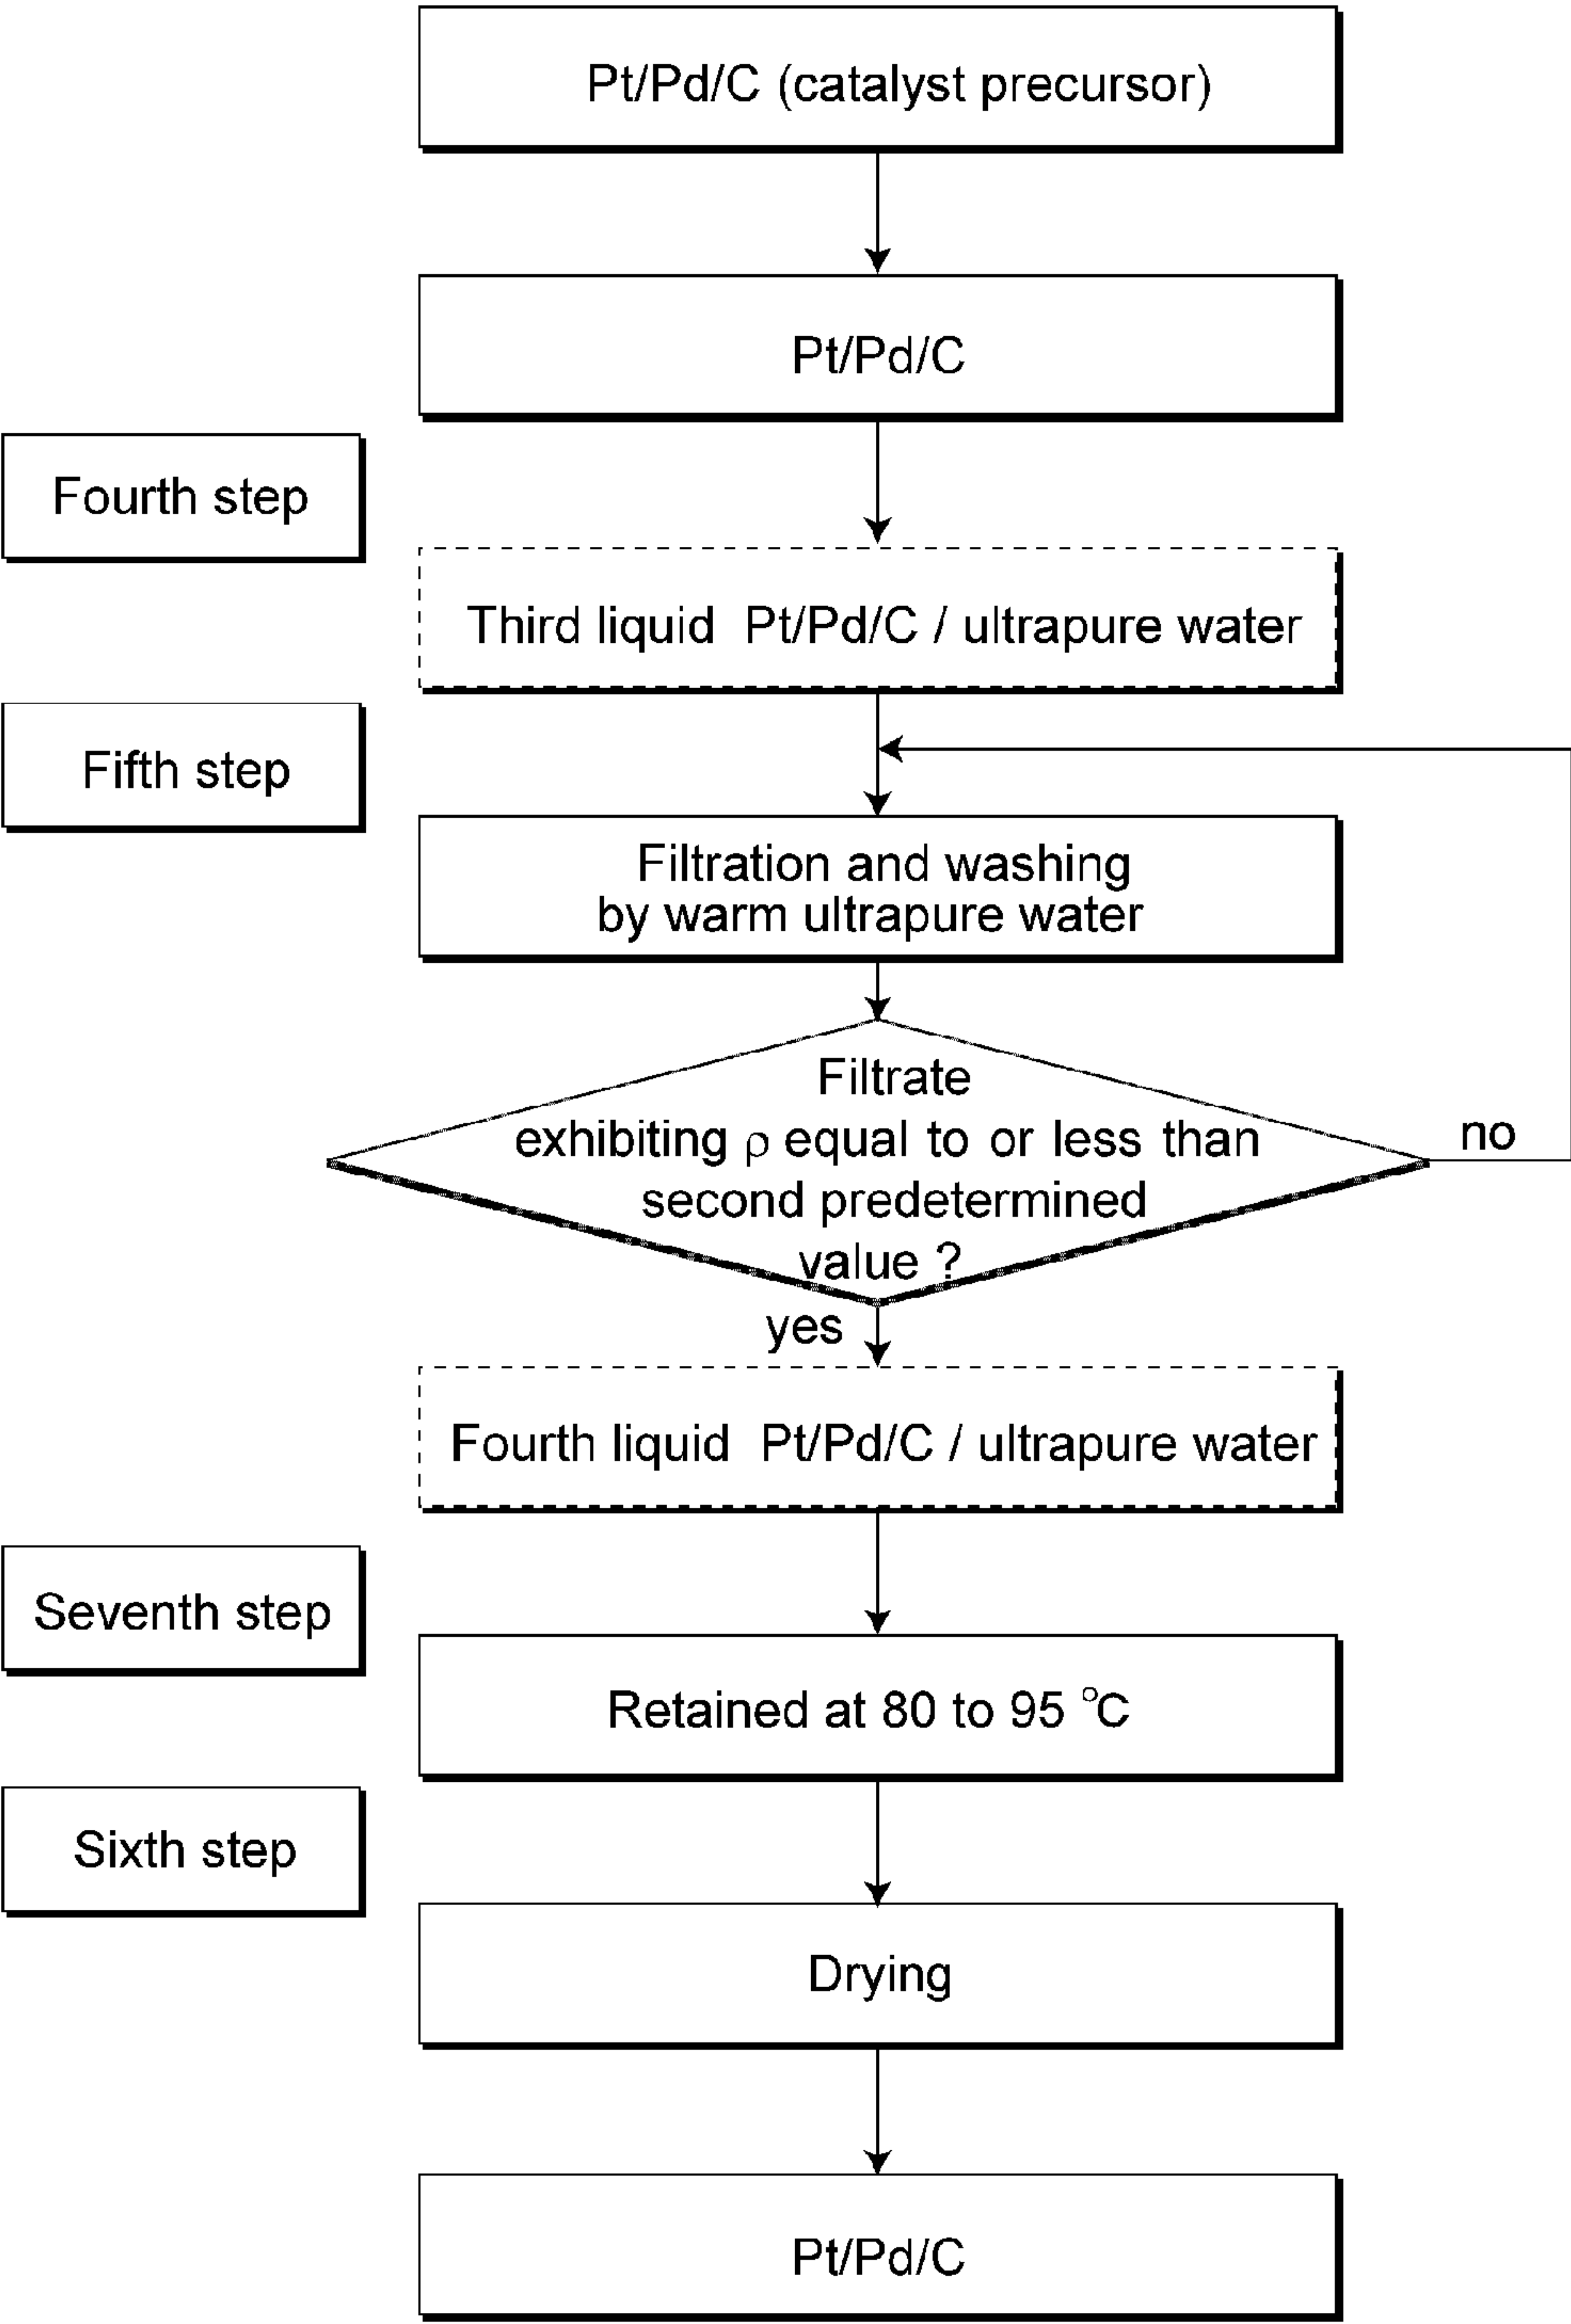 Pt/Pd/C (catalyst precursor)
Pt/Pd/C
Fourth step
Third liquid Pt/Pd/C / ultrapure water
Fifth step
Filtration and washing
by warm ultrapure water
Filtrate
exhibiting ρ equal to or less than
second predetermined
value ?
no
yes
Fourth liquid Pt/Pd/C / ultrapure water
Seventh step
Retained at 80 to 95 °C
Sixth step
Drying
Pt/Pd/C